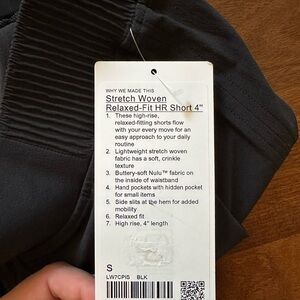 WHY WE MADE THIS
Stretch Woven
Relaxed-Fit HR Short 4"
1. These high-rise,
relaxed-fitting shorts flow
with your every move for an
easy approach to your daily
routine
2. Lightweight stretch woven
fabric has a soft, crinkle
texture
3. Buttery-soft Nulu™ fabric on
the inside of waistband
4. Hand pockets with hidden pocket
for small items
5. Side slits at the hem for added
mobility
6. Relaxed fit
7. High rise, 4" length
S
LW7CPIS BLK